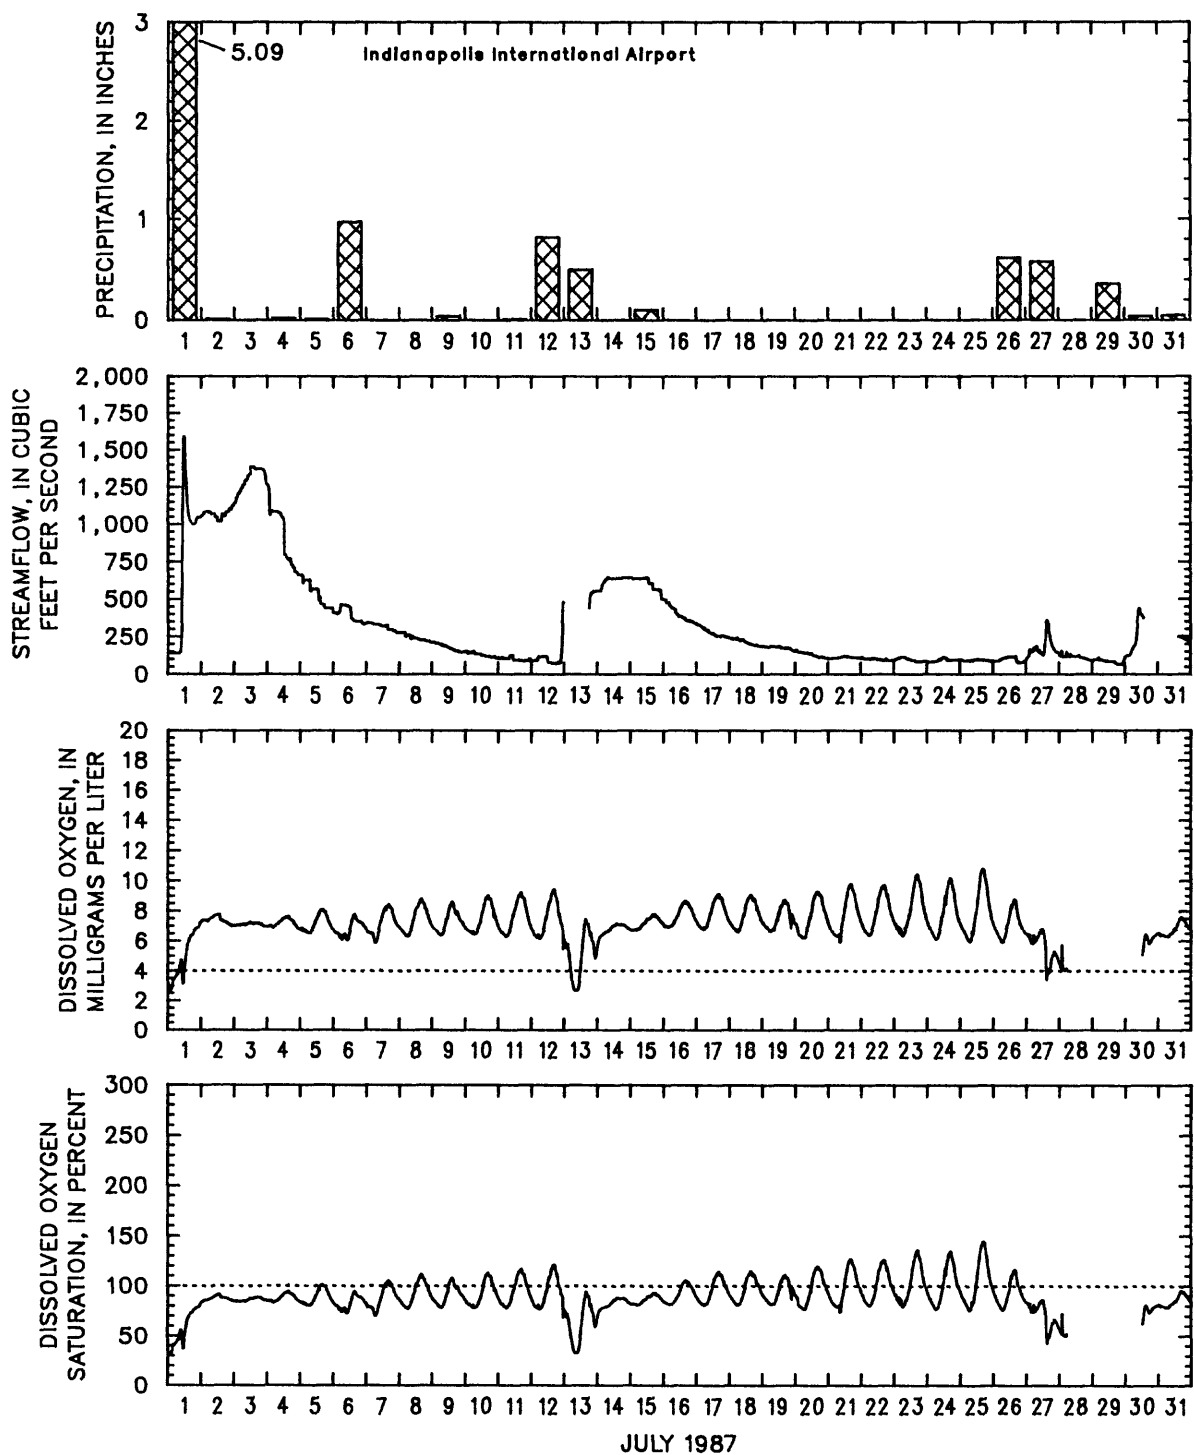 PRECIPITATION, IN INCHES
3
2
1
0
5.09
Indianapolis International Airport
1 2 3 4 5 6 7 8 9 10 11 12 13 14 15 16 17 18 19 20 21 22 23 24 25 26 27 28 29 30 31
STREAMFLOW, IN CUBIC
FEET PER SECOND
2,000
1,750
1,500
1,250
1,000
750
500
250
0
1 2 3 4 5 6 7 8 9 10 11 12 13 14 15 16 17 18 19 20 21 22 23 24 25 26 27 28 29 30 31
DISSOLVED OXYGEN, IN
MILLIGRAMS PER LITER
20
18
16
14
12
10
8
6
4
2
0
1 2 3 4 5 6 7 8 9 10 11 12 13 14 15 16 17 18 19 20 21 22 23 24 25 26 27 28 29 30 31
DISSOLVED OXYGEN
SATURATION, IN PERCENT
300
250
200
150
100
50
0
1 2 3 4 5 6 7 8 9 10 11 12 13 14 15 16 17 18 19 20 21 22 23 24 25 26 27 28 29 30 31
JULY 1987